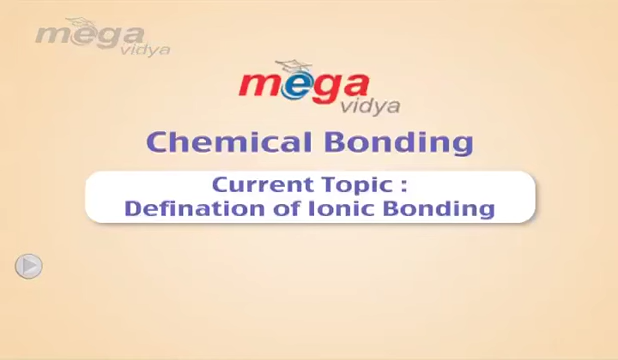 mega
vidya
mega
vidya
Chemical Bonding
Current Topic :
Defination of Ionic Bonding